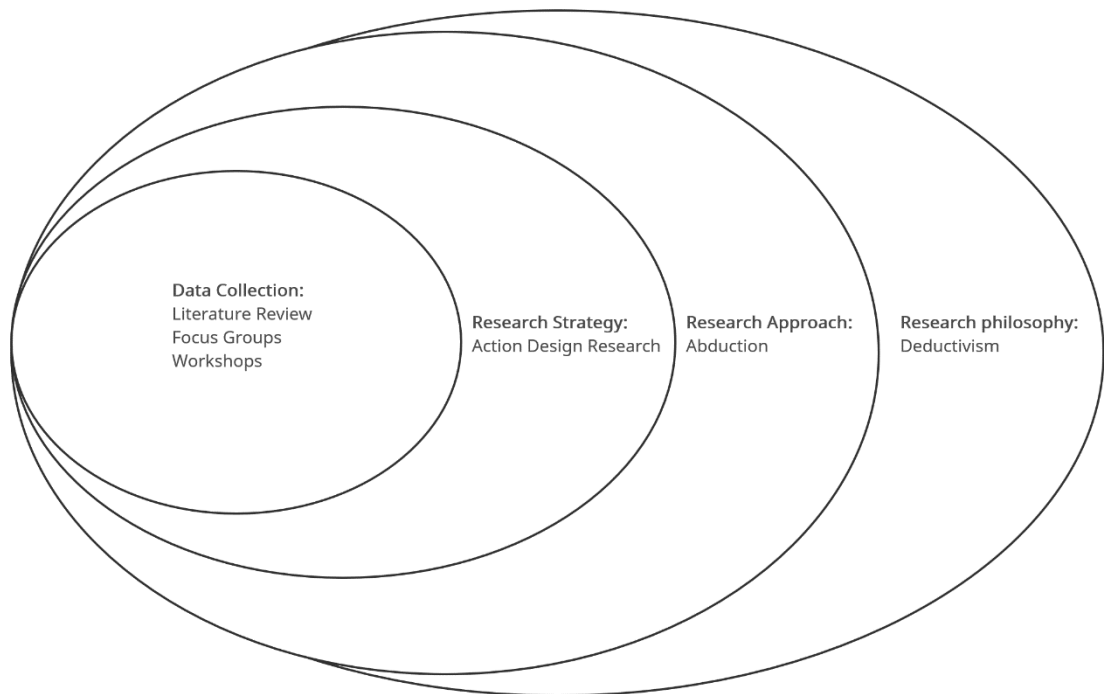 Data Collection:
Literature Review
Focus Groups
Workshops
Research Strategy:
Action Design Research
Research Approach:
Abduction
Research philosophy:
Deductivism